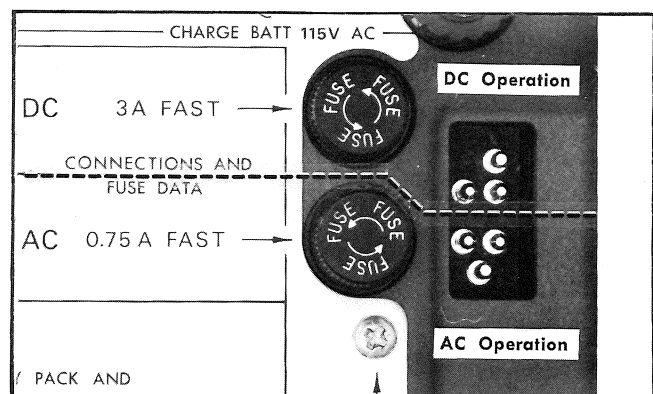 CHARGE BATT 115V AC
DC Operation
DC 3A FAST
FUSE FUSE FUSE
CONNECTIONS AND
FUSE DATA
AC 0.75 A FAST
FUSE FUSE FUSE
AC Operation
PACK AND